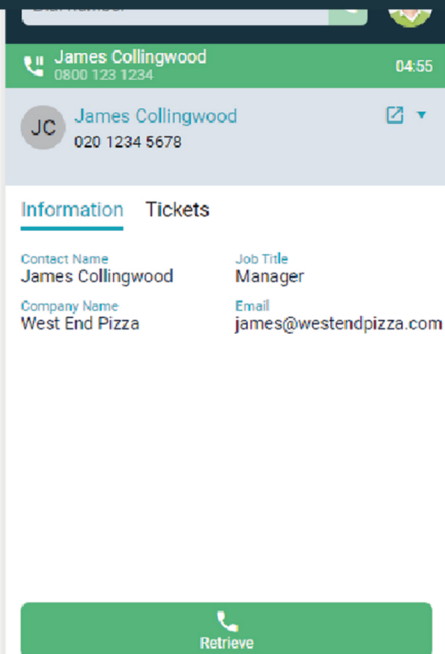 James Collingwood
0800 123 1234
04:55
JC
James Collingwood
020 1234 5678
Information Tickets
Contact Name
James Collingwood
Job Title
Manager
Company Name
West End Pizza
Email
james@westendpizza.com
Retrieve